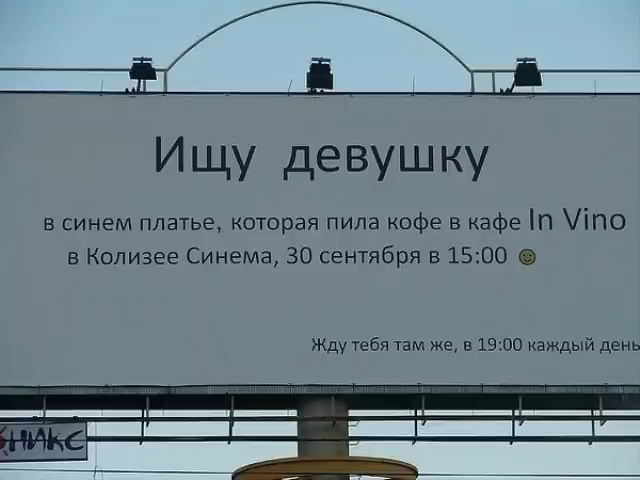 Ищу девушку
в синем платье, которая пила кофе в кафе In Vino
в Колизее Синема, 30 сентября в 15:00 ☺
Жду тебя там же, в 19:00 каждый день